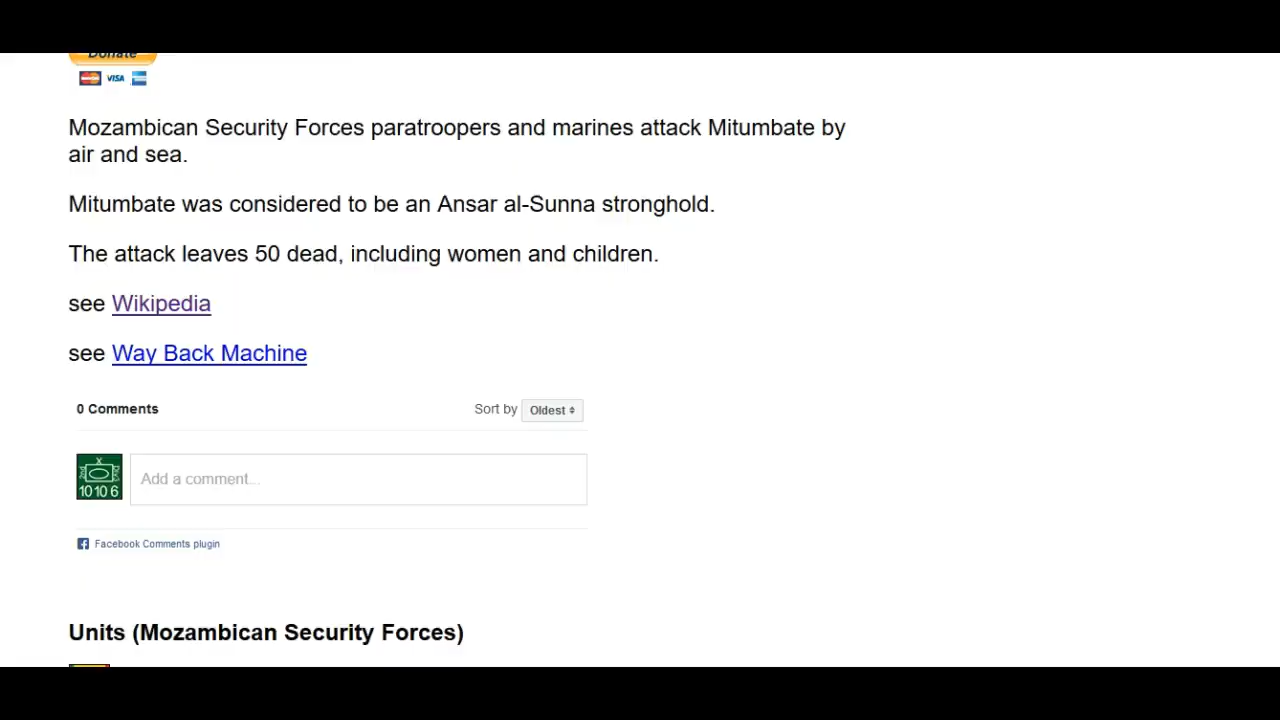 Donate
VISA
Mozambican Security Forces paratroopers and marines attack Mitumbate by
air and sea.
Mitumbate was considered to be an Ansar al-Sunna stronghold.
The attack leaves 50 dead, including women and children.
see Wikipedia
see Way Back Machine
0 Comments
Sort by Oldest
X
2nd
10 10 6
Add a comment...
Facebook Comments plugin
Units (Mozambican Security Forces)